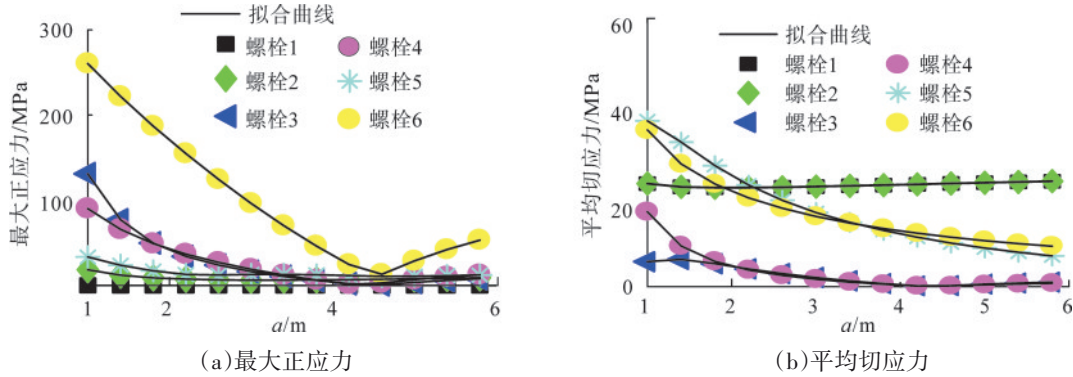 300
200
100
最大正应力/MPa
拟合曲线
螺栓1
螺栓4
螺栓2
螺栓5
螺栓3
螺栓6
1
2
4
6
a/m
(a)最大正应力
60
40
20
0
平均切应力/MPa
拟合曲线
螺栓1
螺栓4
螺栓2
螺栓5
螺栓3
螺栓6
1
2
3
4
5
6
a/m
(b)平均切应力